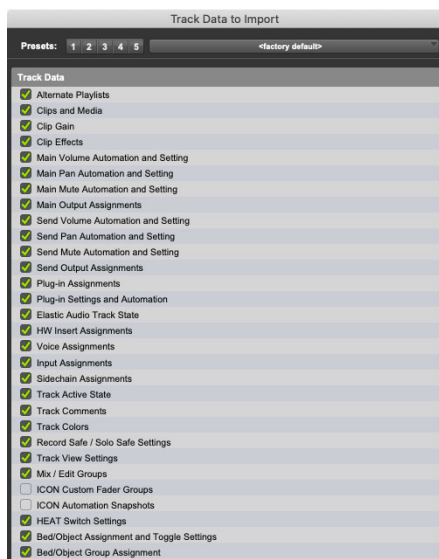 Track Data to Import
Presets: 1 2 3 4 5 <factory default>
Track Data
Alternate Playlists
Clips and Media
Clip Gain
Clip Effects
Main Volume Automation and Setting
Main Pan Automation and Setting
Main Mute Automation and Setting
Main Output Assignments
Send Volume Automation and Setting
Send Pan Automation and Setting
Send Mute Automation and Setting
Send Output Assignments
Plug-in Assignments
Plug-in Settings and Automation
Elastic Audio Track State
HW Insert Assignments
Voice Assignments
Input Assignments
Sidechain Assignments
Track Active State
Track Comments
Track Colors
Record Safe / Solo Safe Settings
Track View Settings
Mix / Edit Groups
ICON Custom Fader Groups
ICON Automation Snapshots
HEAT Switch Settings
Bed/Object Assignment and Toggle Settings
Bed/Object Group Assignment